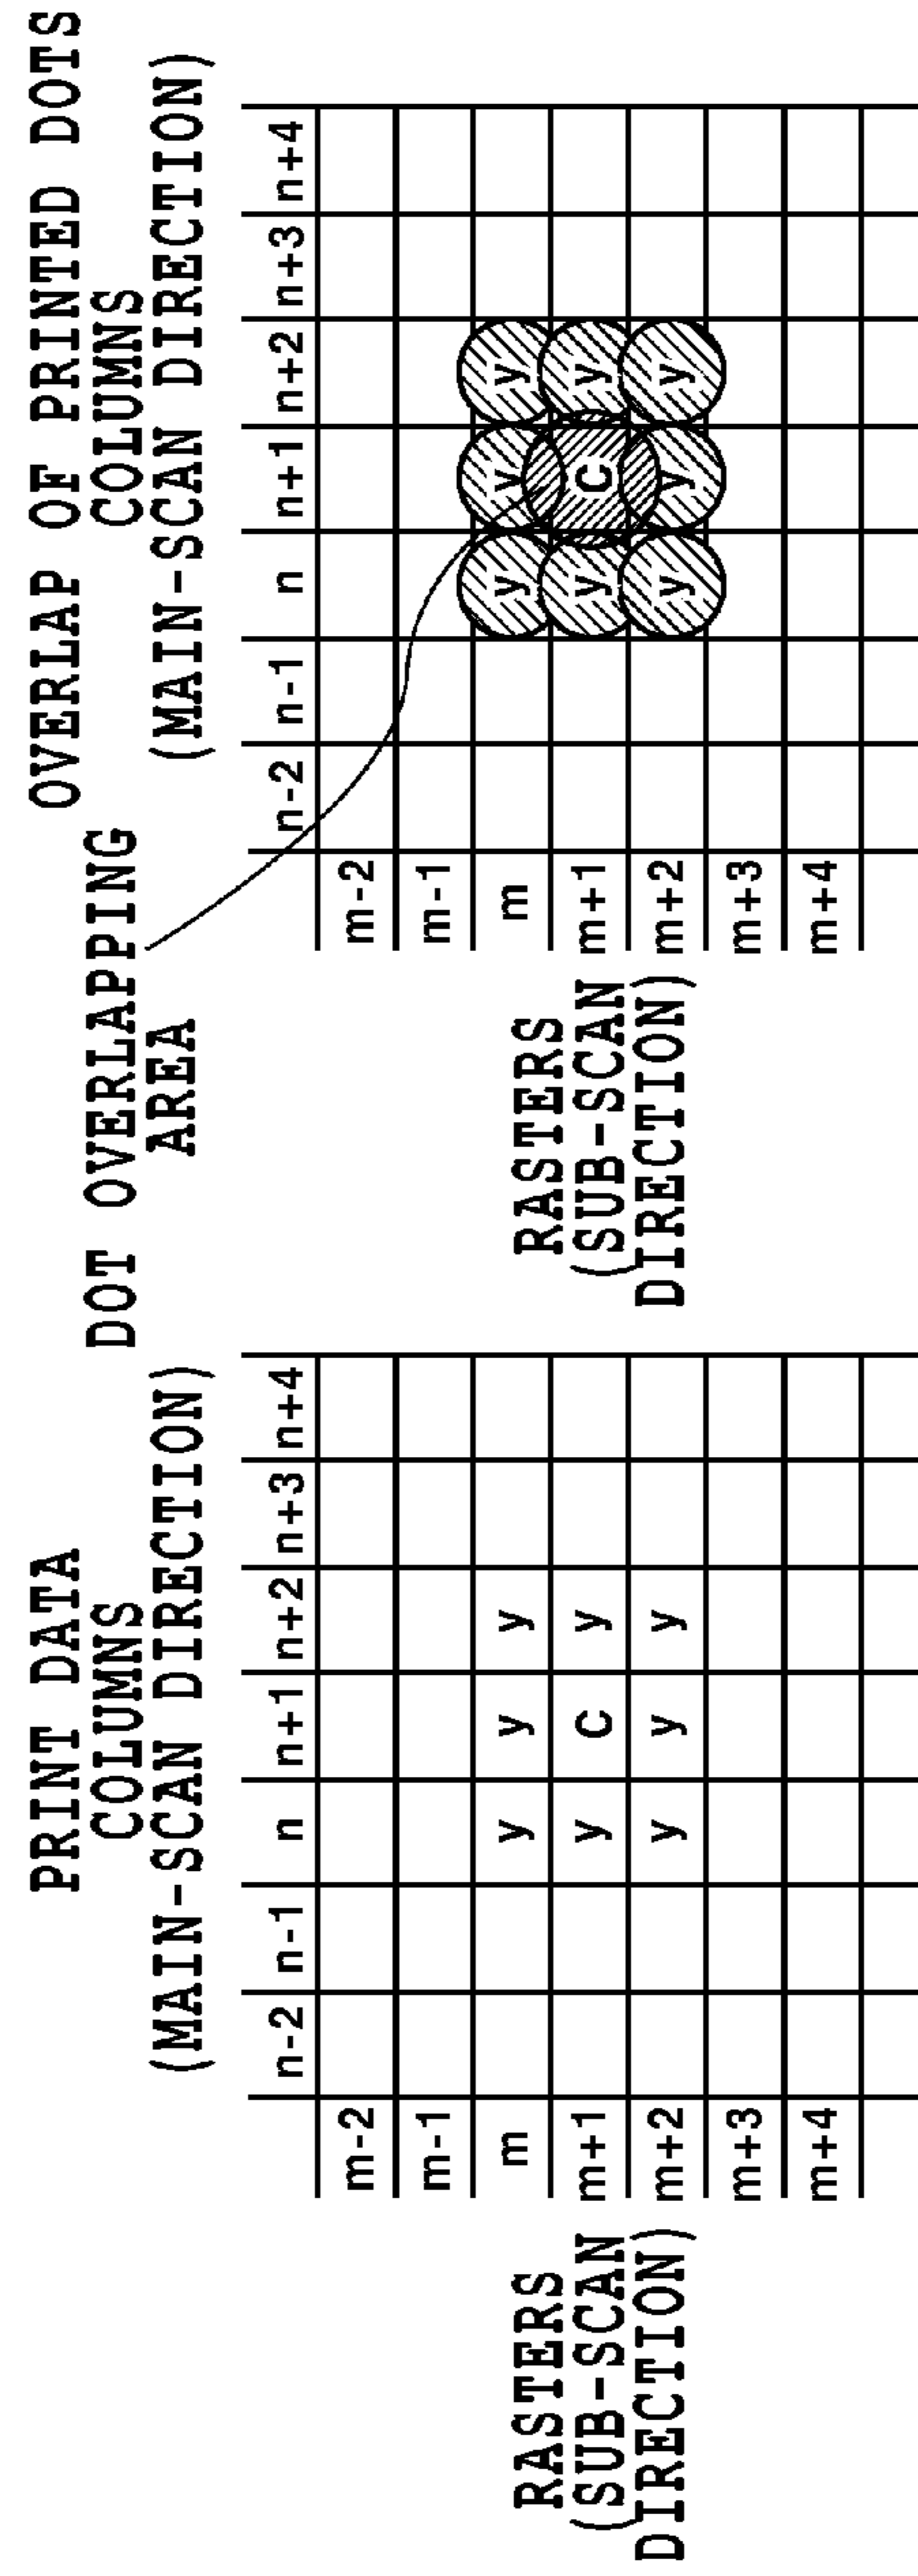 PRINT DATA
COLUMNS
(MAIN-SCAN DIRECTION)
n-2 n-1 n n+1 n+2 n+3 n+4
RASTERS
(SUB-SCAN
DIRECTION)
m-2
m-1
m y y y
m+1 y C y
m+2 y y y
m+3
m+4
DOT OVERLAPPING
AREA
OVERLAP OF PRINTED DOTS
COLUMNS
(MAIN-SCAN DIRECTION)
n-2 n-1 n n+1 n+2 n+3 n+4
RASTERS
(SUB-SCAN
DIRECTION)
m-2
m-1
m y y y
m+1 y C y
m+2 y y y
m+3
m+4